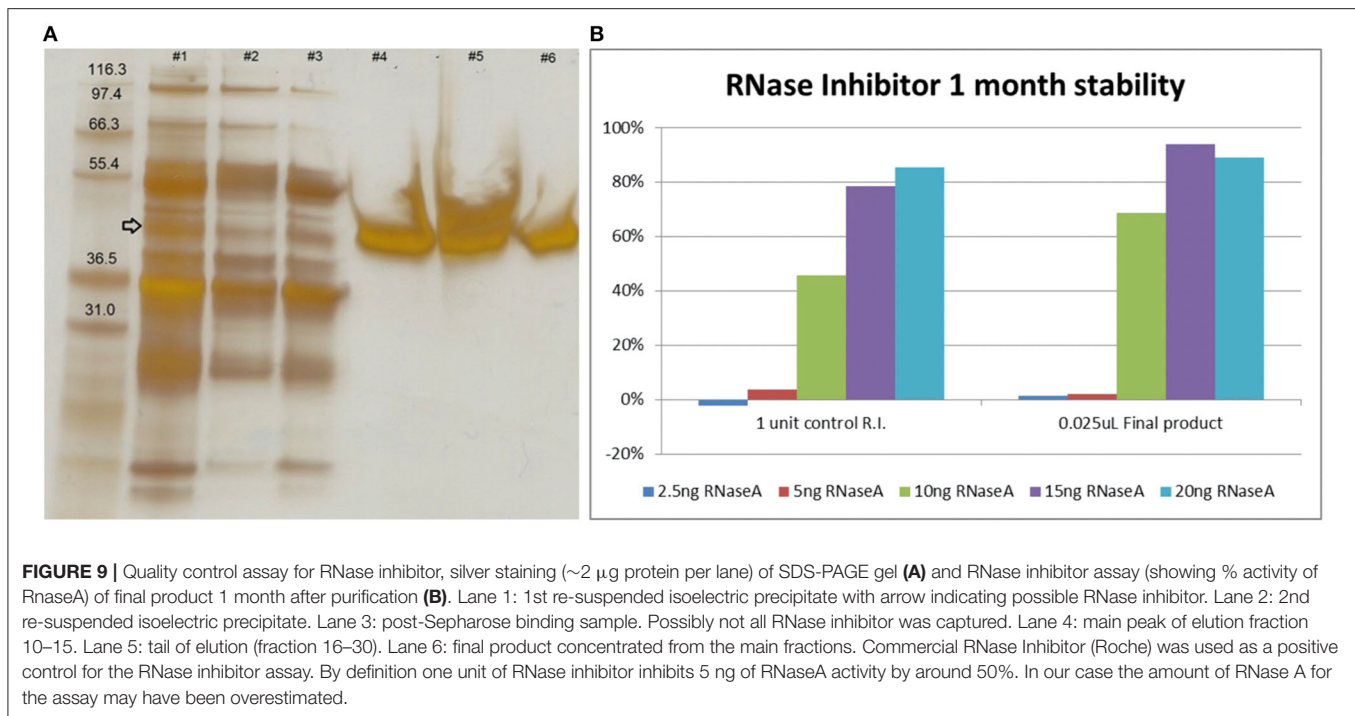 A
#1 #2 #3 #4 #5 #6
116.3
97.4
66.3
55.4
36.5
31.0
B
RNase Inhibitor 1 month stability
100%
80%
60%
40%
20%
0%
-20%
1 unit control R.I. 0.025uL Final product
2.5ng RNaseA 5ng RNaseA 10ng RNaseA 15ng RNaseA 20ng RNaseA
FIGURE 9 | Quality control assay for RNase inhibitor, silver staining (~2 μg protein per lane) of SDS-PAGE gel (A) and RNase inhibitor assay (showing % activity of
RnaseA) of final product 1 month after purification (B). Lane 1: 1st re-suspended isoelectric precipitate with arrow indicating possible RNase inhibitor. Lane 2: 2nd
re-suspended isoelectric precipitate. Lane 3: post-Sepharose binding sample. Possibly not all RNase inhibitor was captured. Lane 4: main peak of elution fraction
10–15. Lane 5: tail of elution (fraction 16–30). Lane 6: final product concentrated from the main fractions. Commercial RNase Inhibitor (Roche) was used as a positive
control for the RNase inhibitor assay. By definition one unit of RNase inhibitor inhibits 5 ng of RNaseA activity by around 50%. In our case the amount of RNase A for
the assay may have been overestimated.